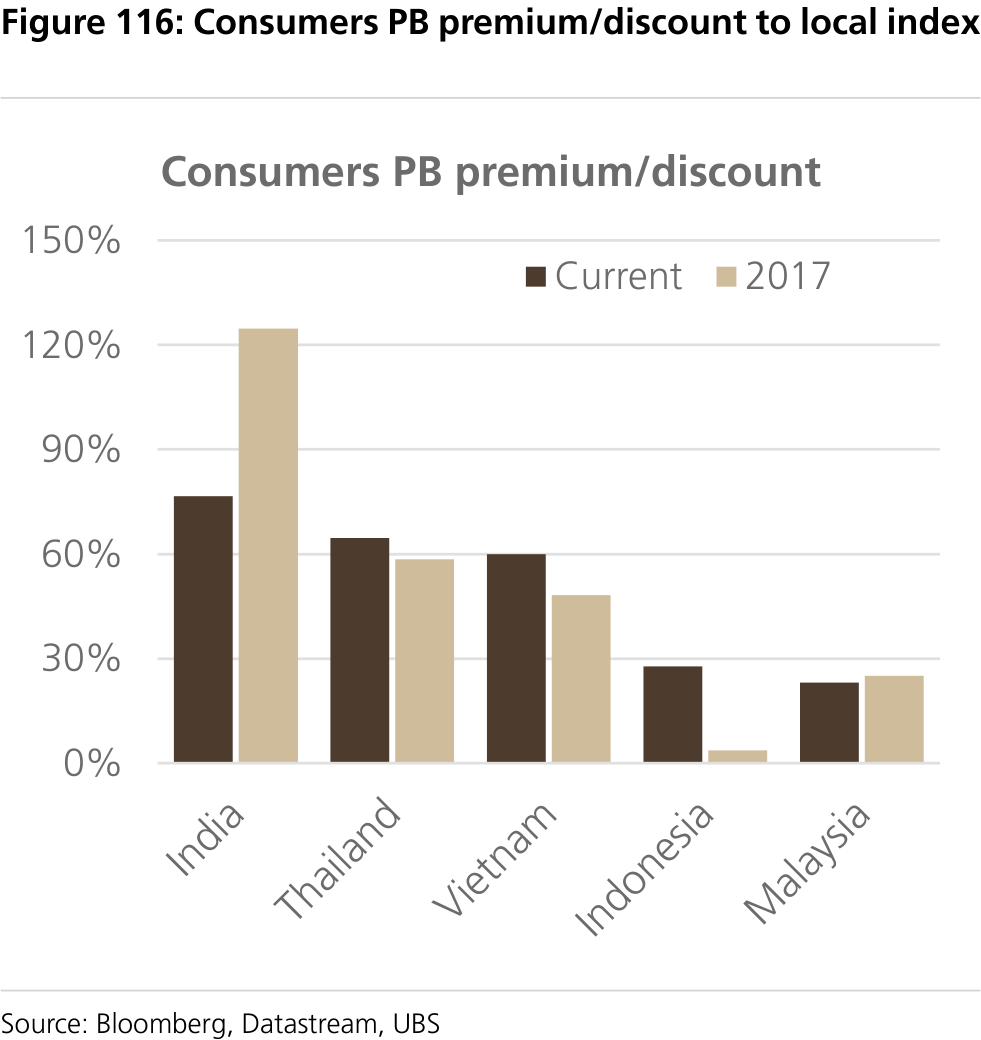 Figure 116: Consumers PB premium/discount to local index
Consumers PB premium/discount
150%
Current 2017
120%
90%
60%
30%
0%
India Thailand Vietnam Indonesia Malaysia
Source: Bloomberg, Datastream, UBS